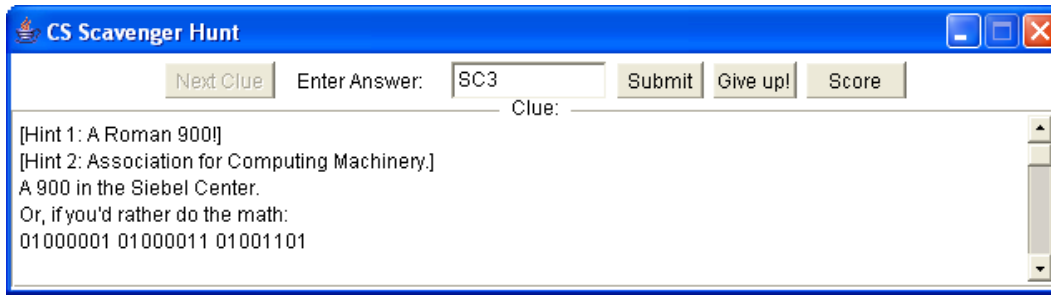 CS Scavenger Hunt
Next Clue Enter Answer: SC3 Submit Give up! Score
Clue:
[Hint 1: A Roman 900!]
[Hint 2: Association for Computing Machinery.]
A 900 in the Siebel Center.
Or, if you'd rather do the math:
01000001 01000011 01001101